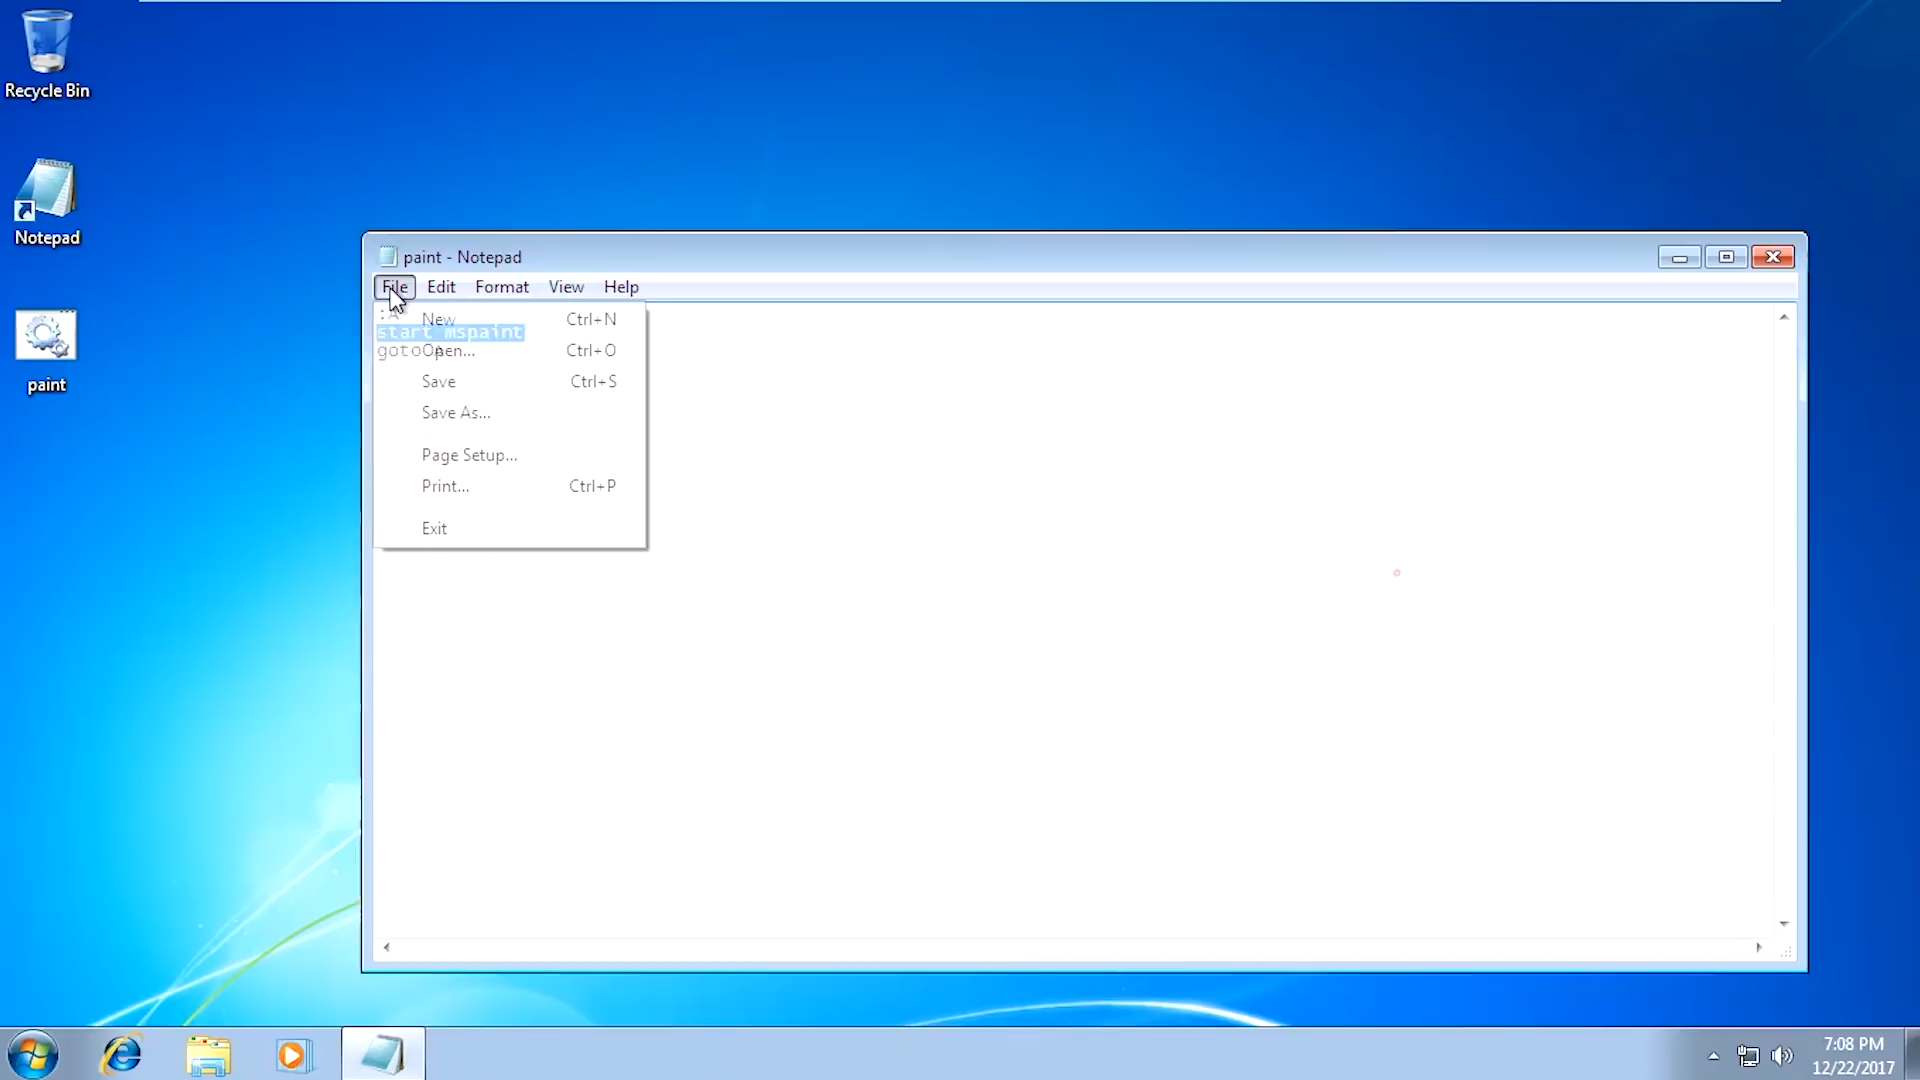 Recycle Bin
Notepad
paint
paint - Notepad
File Edit Format View Help
:A
start mspaint
goto A
New Ctrl+N
Open... Ctrl+O
Save Ctrl+S
Save As...
Page Setup...
Print... Ctrl+P
Exit
7:08 PM
12/22/2017